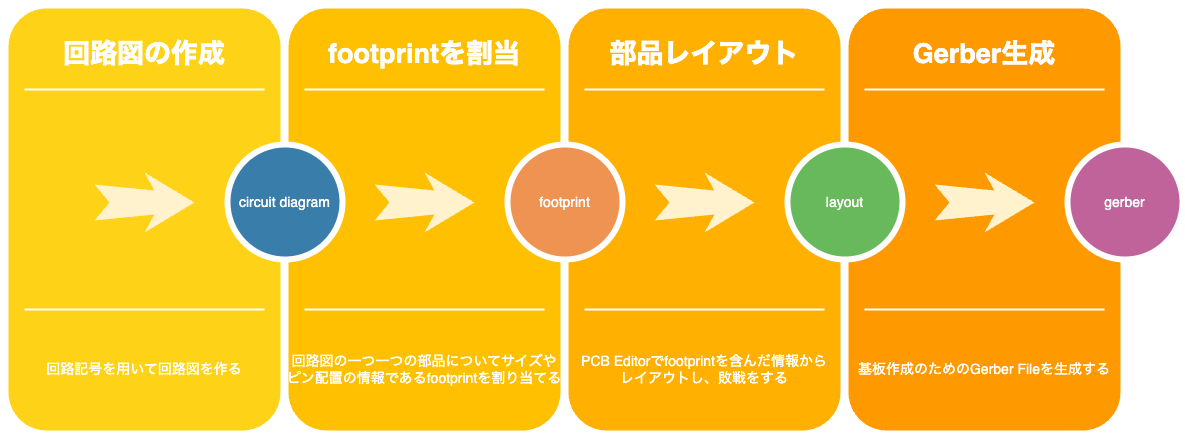 回路図の作成
footprintを割当
部品レイアウト
Gerber生成
circuit diagram
footprint
layout
gerber
回路記号を用いて回路図を作る
回路図の一つ一つの部品についてサイズや
ピン配置の情報であるfootprintを割り当てる
PCB Editorでfootprintを含んだ情報から
レイアウトし、敗戦をする
基板作成のためのGerber Fileを生成する